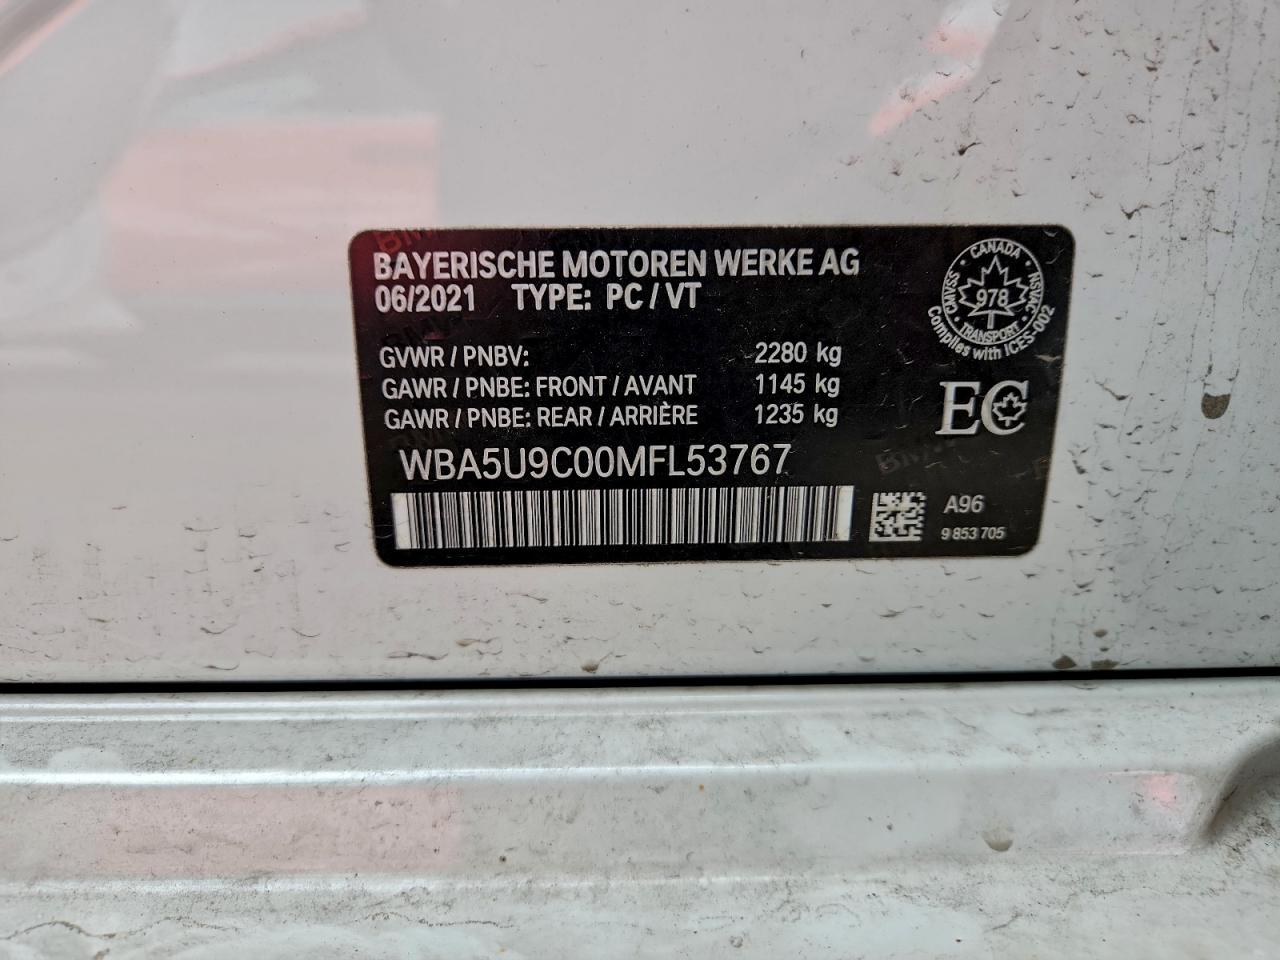 BAYERISCHE MOTOREN WERKE AG
06/2021 TYPE: PC / VT
GVWR / PNBV: 2280 kg
GAWR / PNBE: FRONT / AVANT 1145 kg
GAWR / PNBE: REAR / ARRIÈRE 1235 kg
WBA5U9C00MFL53767
CANADA
CMVSS
978
NSVAC
TRANSPORT
Complies with ICES-002
EC
A96
9 853 705